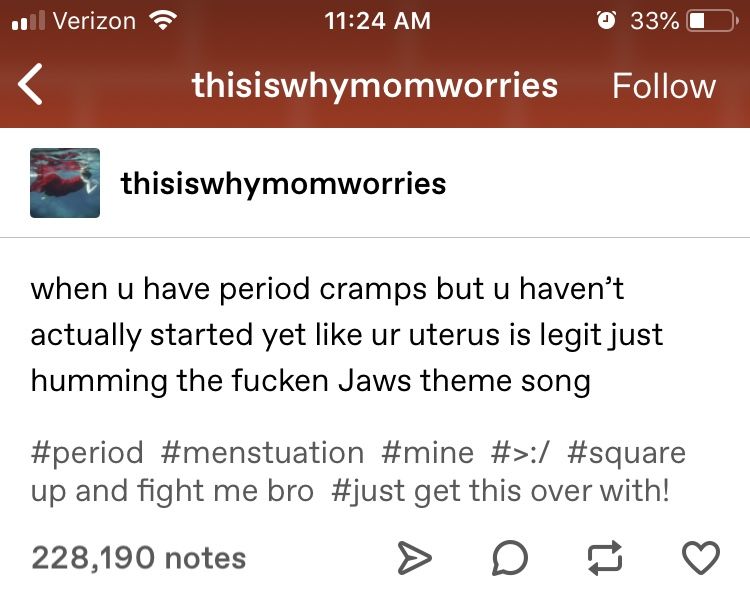 Verizon 11:24 AM 33%
thisiswhymomworries Follow
thisiswhymomworries
when u have period cramps but u haven’t
actually started yet like ur uterus is legit just
humming the fucken Jaws theme song
#period #menstuation #mine #>:/ #square
up and fight me bro #just get this over with!
228,190 notes